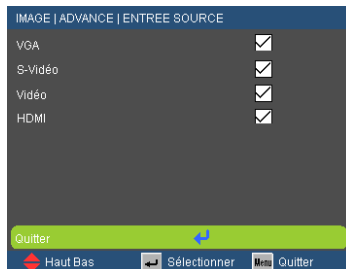 IMAGE | ADVANCE | ENTREE SOURCE
VGA
S-Vidéo
Vidéo
HDMI
Quitter
Haut Bas Sélectionner Menu Quitter